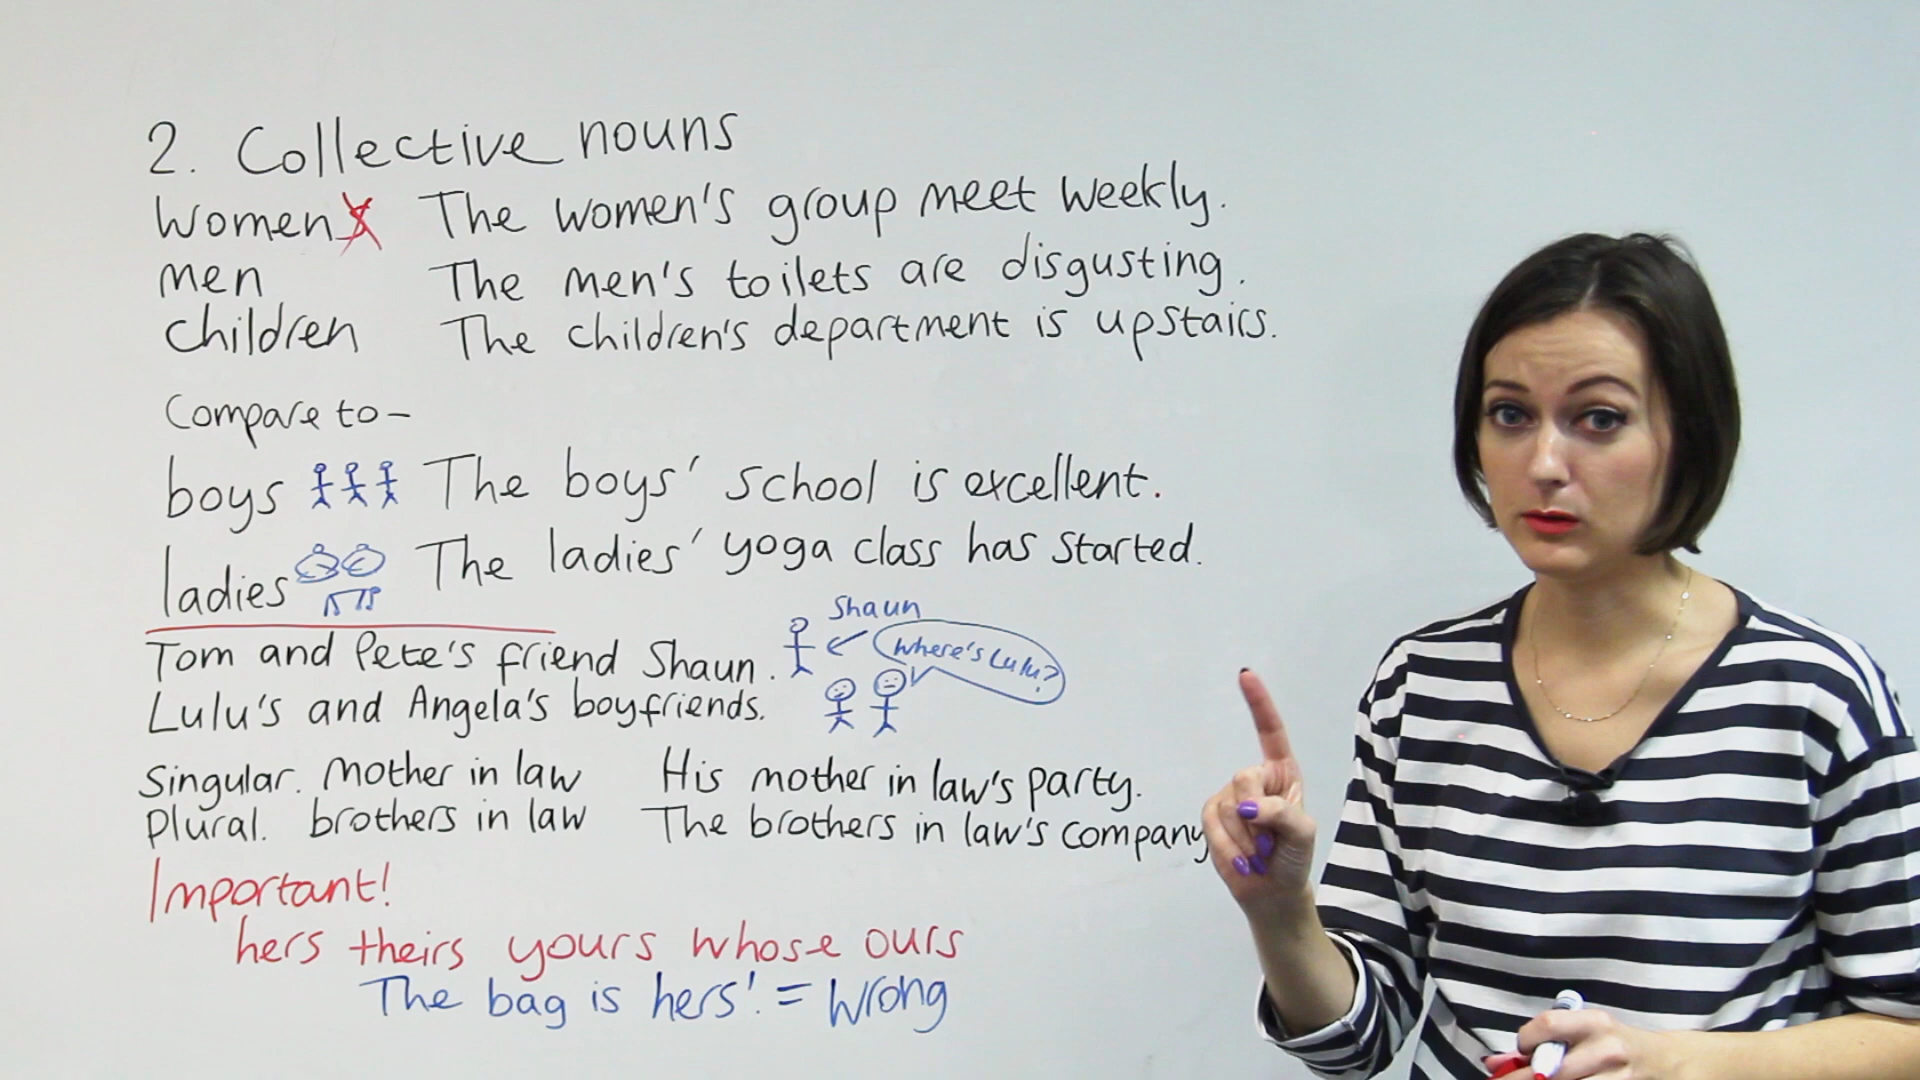 2. Collective nouns
women The women's group meet weekly.
men The men's toilets are disgusting.
children The children's department is upstairs.
Compare to -
boys The boys' school is excellent.
ladies The ladies' yoga class has started.
Shaun
Tom and Pete's friend Shaun.
Where's Lulu?
Lulu's and Angela's boyfriends.
Singular. Mother in law His mother in law's party.
Plural. brothers in law The brothers in law's company
Important!
hers theirs yours whose ours
The bag is hers'. = wrong